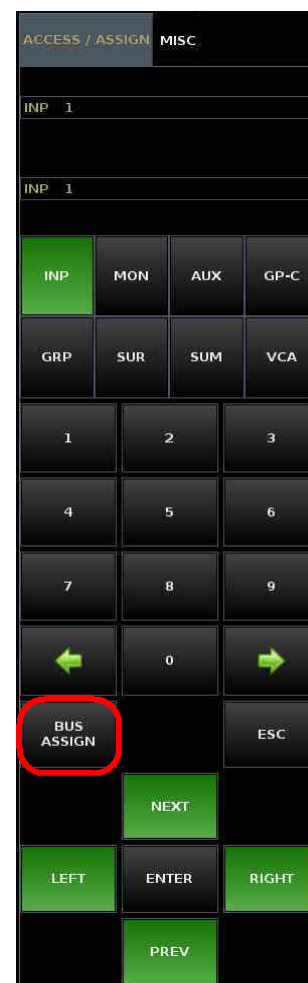 ACCESS / ASSIGN MISC
INP 1
INP 1
INP MON AUX GP-C
GRP SUR SUM VCA
1 2 3
4 5 6
7 8 9
0
BUS
ASSIGN
ESC
NEXT
LEFT ENTER RIGHT
PREV